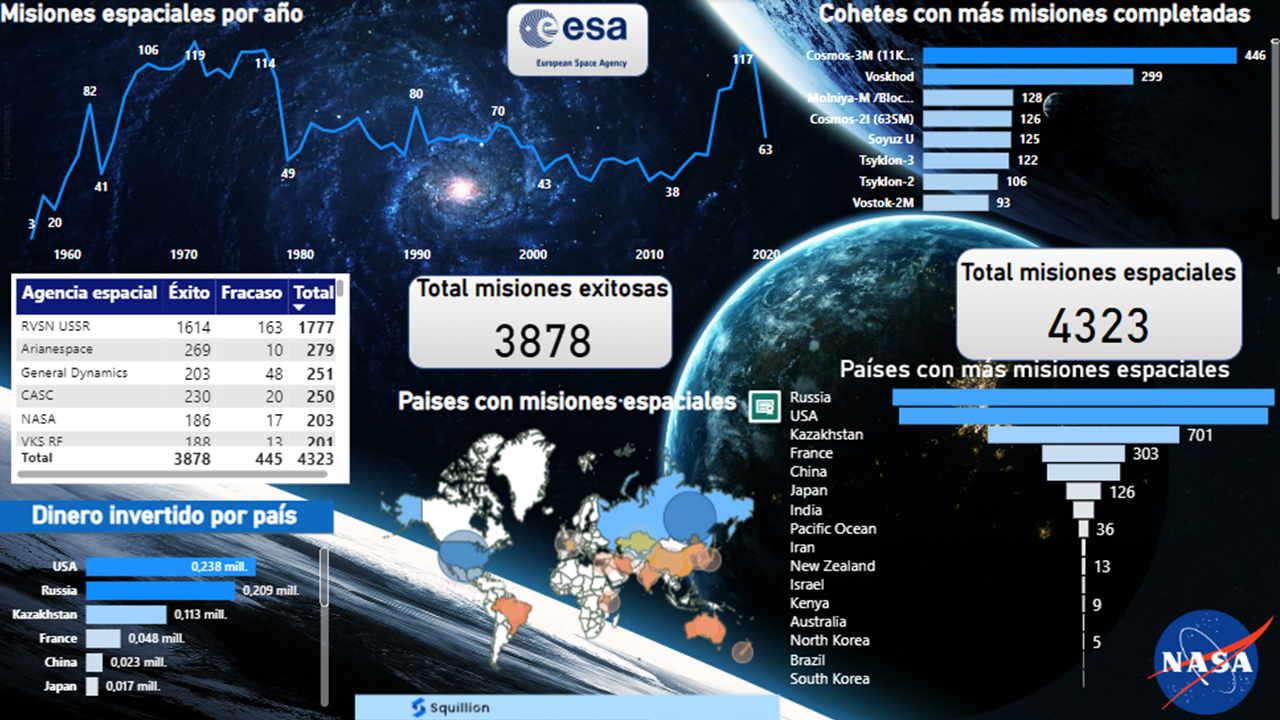 Misiones espaciales por año
106
119
114
82
80
70
117
63
41
49
43
38
3
20
1960
1970
1980
1990
2000
2010
2020
esa
European Space Agency
Cohetes con más misiones completadas
Cosmos-3M (11K...
446
Voskhod
299
Molniya-M /Bloc...
128
Cosmos-2I (63SM)
126
Soyuz U
125
Tsyklon-3
122
Tsyklon-2
106
Vostok-2M
93
Agencia espacial Éxito Fracaso Total
RVSN USSR 1614 163 1777
Arianespace 269 10 279
General Dynamics 203 48 251
CASC 230 20 250
NASA 186 17 203
VKS RF 188 13 201
Total 3878 445 4323
Total misiones exitosas
3878
Total misiones espaciales
4323
Paises con misiones espaciales
Países con más misiones espaciales
Russia
USA
Kazakhstan
701
France
303
China
Japan
126
India
Pacific Ocean
36
Iran
New Zealand
13
Israel
Kenya
9
Australia
North Korea
5
Brazil
South Korea
Dinero invertido por país
USA
0,238 mill.
Russia
0,209 mill.
Kazakhstan
0,113 mill.
France
0,048 mill.
China
0,023 mill.
Japan
0,017 mill.
Squillion
NASA